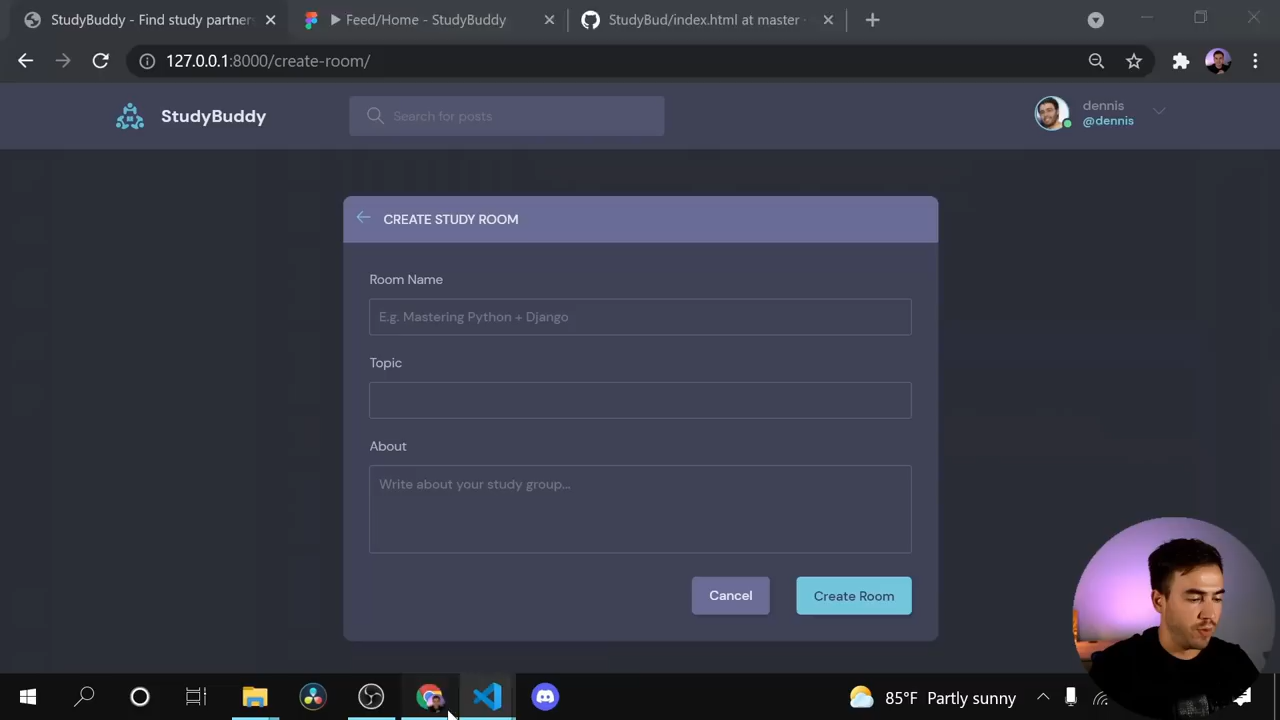 StudyBuddy - Find study partner
Feed/Home - StudyBuddy
StudyBud/index.html at master
127.0.0.1:8000/create-room/
StudyBuddy
Search for posts
dennis
@dennis
CREATE STUDY ROOM
Room Name
E.g. Mastering Python + Django
Topic
About
Write about your study group...
Cancel
Create Room
85°F Partly sunny